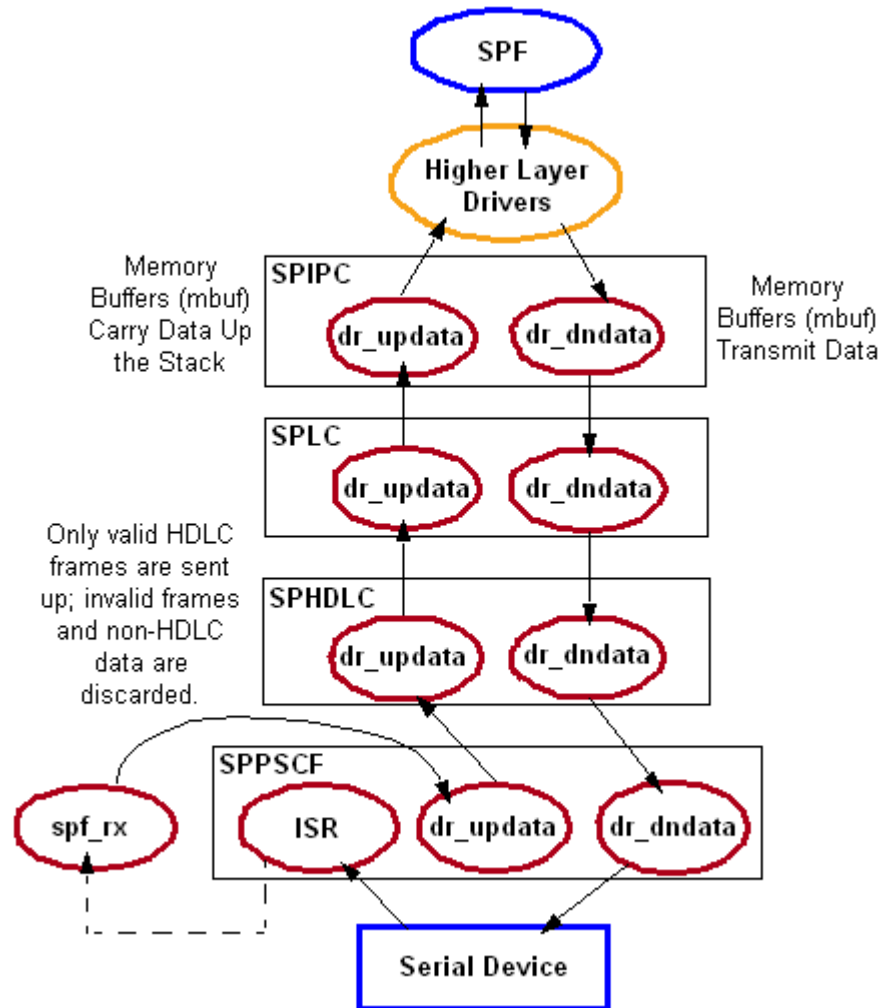 SPF
Higher Layer
Drivers
Memory
Buffers (mbuf)
Carry Data Up
the Stack
SPIPC
dr_updata
dr_dndata
Memory
Buffers (mbuf)
Transmit Data
SPLC
dr_updata
dr_dndata
Only valid HDLC
frames are sent
up; invalid frames
and non-HDLC
data are
discarded.
SPHDLC
dr_updata
dr_dndata
SPPSCF
spf_rx
ISR
dr_updata
dr_dndata
Serial Device